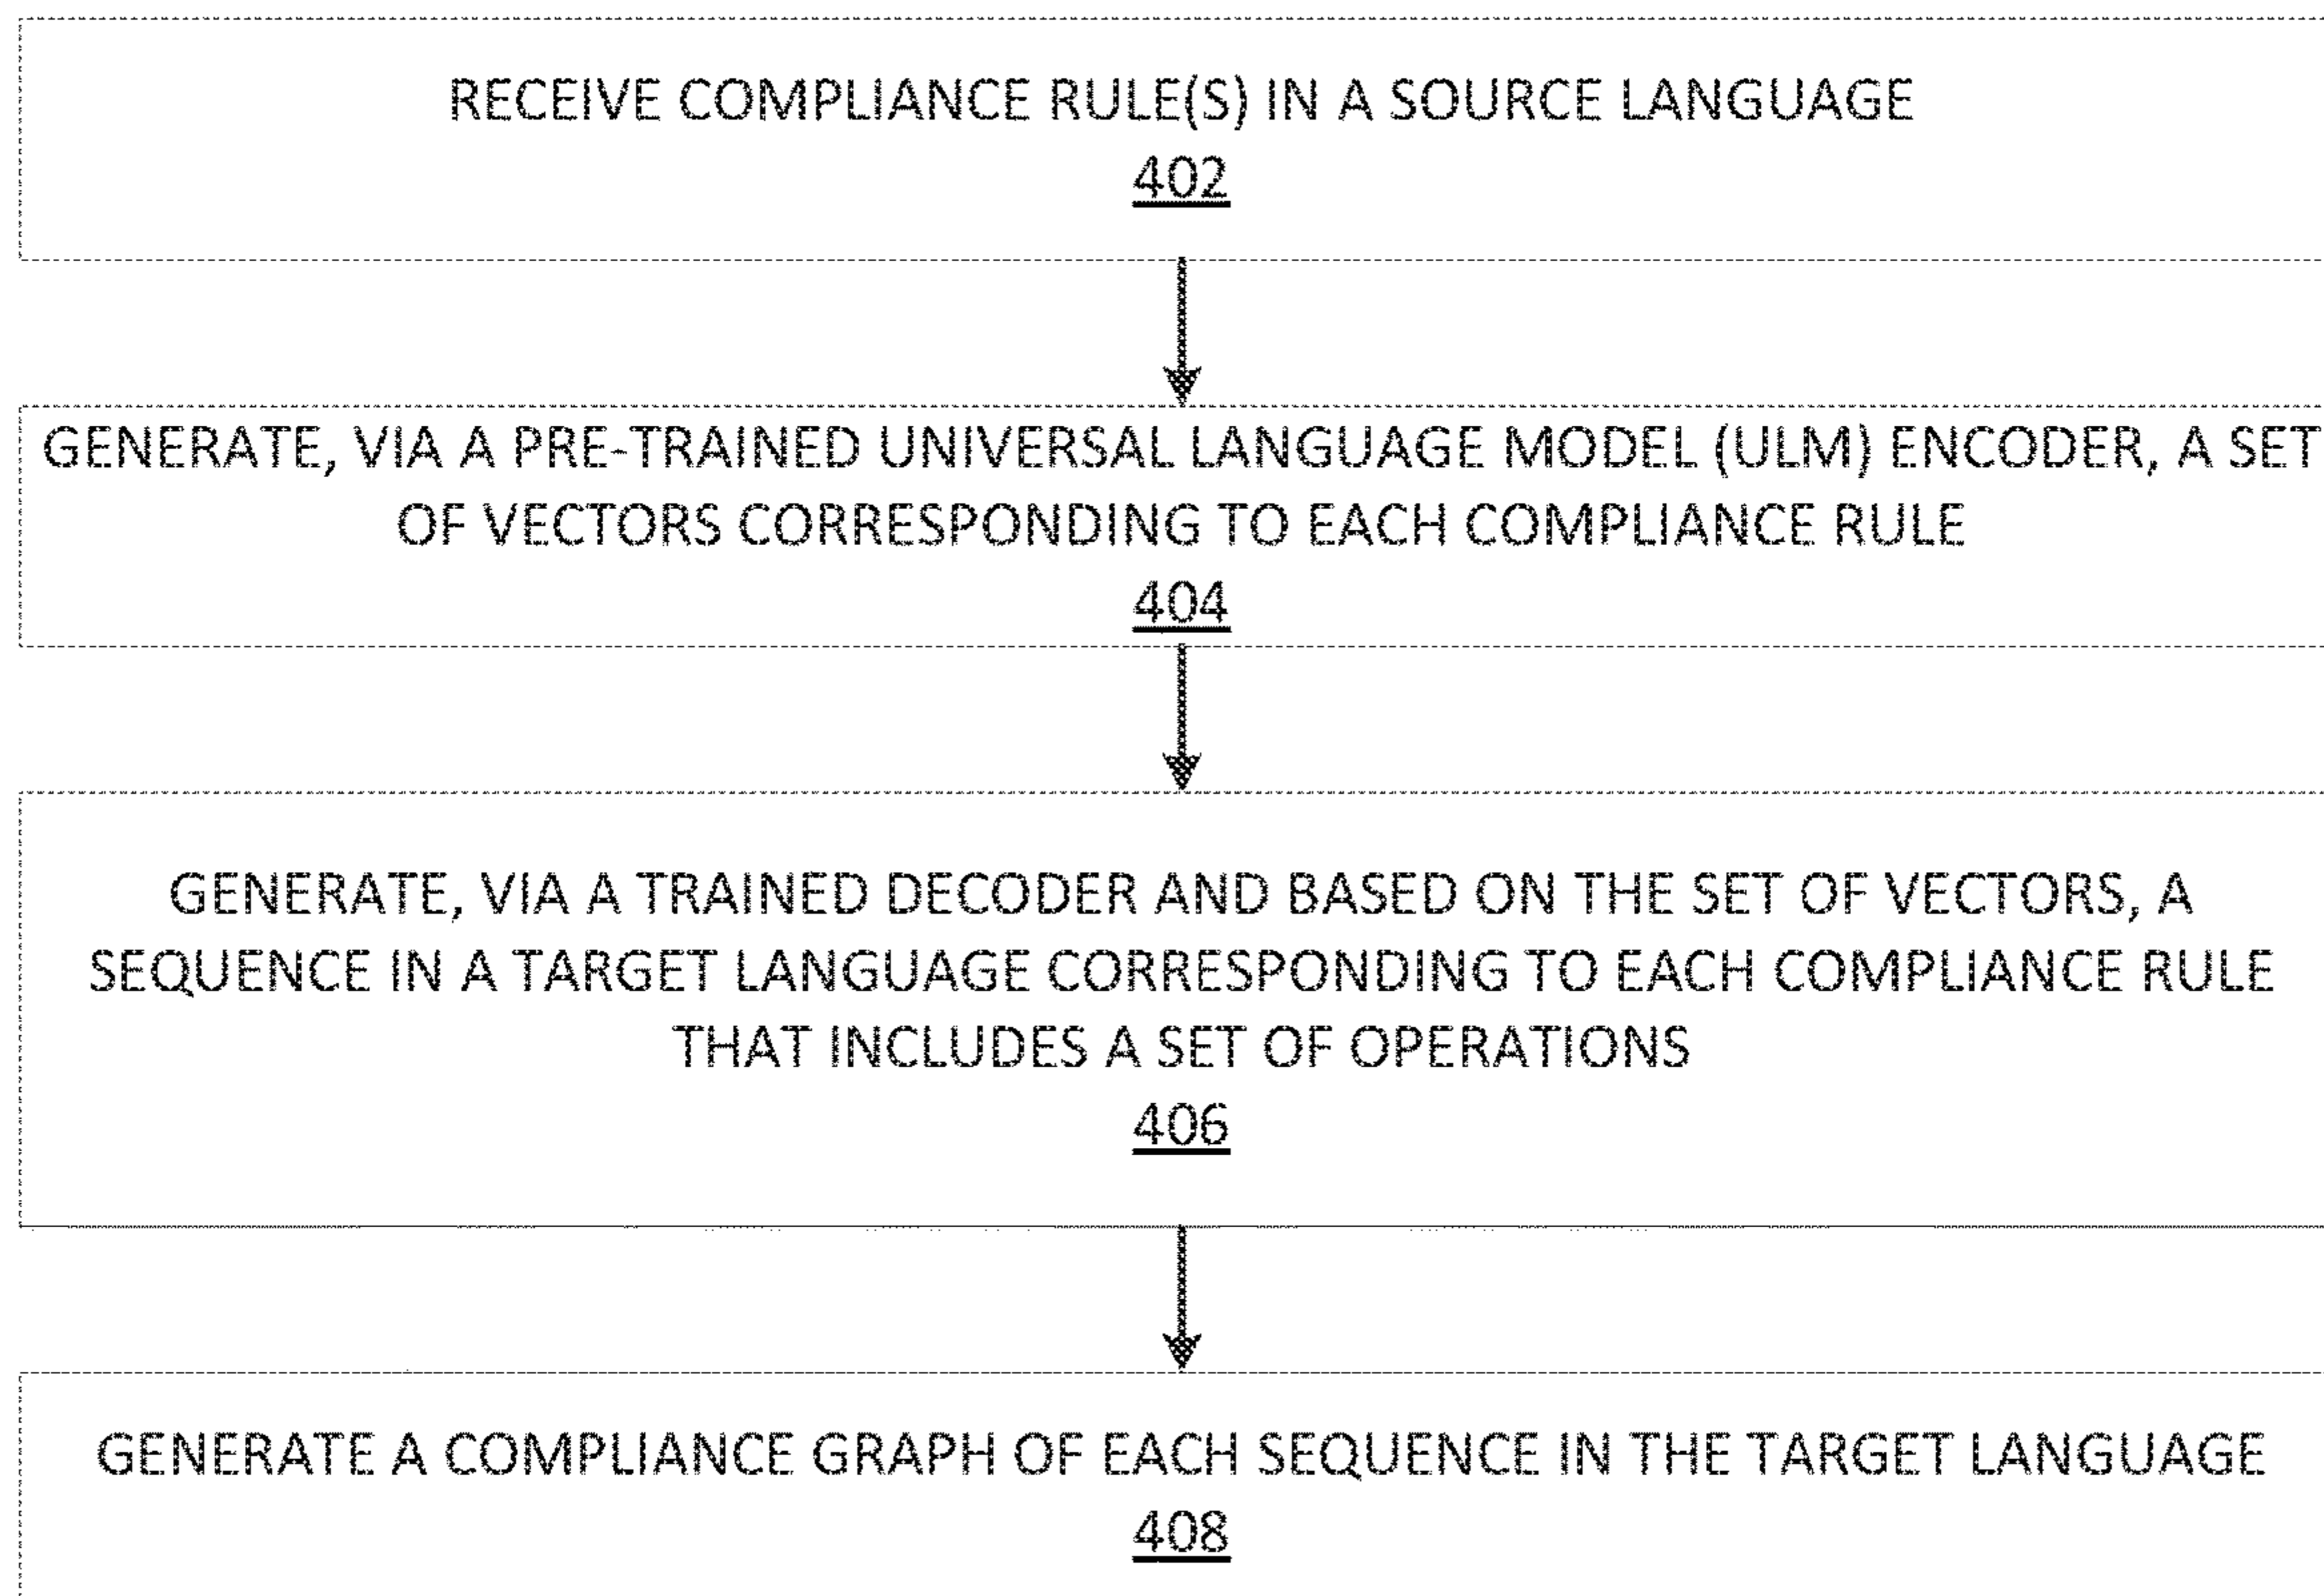 RECEIVE COMPLIANCE RULE(S) IN A SOURCE LANGUAGE
402
GENERATE, VIA A PRE-TRAINED UNIVERSAL LANGUAGE MODEL (ULM) ENCODER, A SET
OF VECTORS CORRESPONDING TO EACH COMPLIANCE RULE
404
GENERATE, VIA A TRAINED DECODER AND BASED ON THE SET OF VECTORS, A
SEQUENCE IN A TARGET LANGUAGE CORRESPONDING TO EACH COMPLIANCE RULE
THAT INCLUDES A SET OF OPERATIONS
406
GENERATE A COMPLIANCE GRAPH OF EACH SEQUENCE IN THE TARGET LANGUAGE
408